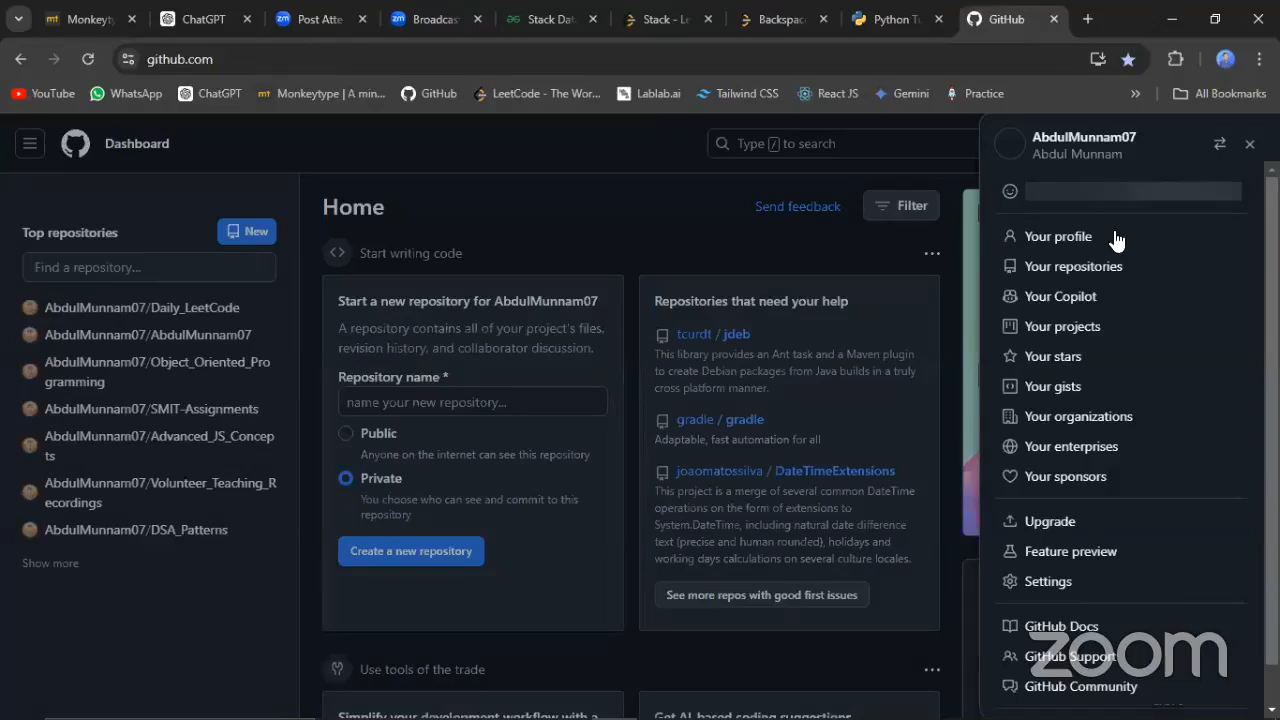 Monkeyty
ChatGPT
Post Atte
Broadcas
Stack Dat
Stack - Le
Backspac
Python Tu
GitHub
github.com
YouTube
WhatsApp
ChatGPT
Monkeytype | A min...
GitHub
LeetCode - The Wor...
Lablab.ai
Tailwind CSS
React JS
Gemini
Practice
All Bookmarks
Dashboard
Type / to search
Top repositories
New
Find a repository...
AbdulMunnam07/Daily_LeetCode
AbdulMunnam07/AbdulMunnam07
AbdulMunnam07/Object_Oriented_Pro
gramming
AbdulMunnam07/SMIT-Assignments
AbdulMunnam07/Advanced_JS_Concep
ts
AbdulMunnam07/Volunteer_Teaching_R
ecordings
AbdulMunnam07/DSA_Patterns
Show more
Home
Send feedback
Filter
Start writing code
Start a new repository for AbdulMunnam07
A repository contains all of your project's files,
revision history, and collaborator discussion.
Repository name *
name your new repository...
Public
Anyone on the internet can see this repository
Private
You choose who can see and commit to this
repository
Create a new repository
Repositories that need your help
tcurdt / jdeb
This library provides an Ant task and a Maven plugin
to create Debian packages from Java builds in a truly
cross platform manner.
gradle / gradle
Adaptable, fast automation for all
joaomatossilva / DateTimeExtensions
This project is a merge of several common DateTime
operations on the form of extensions to
System.DateTime, including natural date difference
text (precise and human rounded), holidays and
working days calculations on several culture locales.
See more repos with good first issues
Use tools of the trade
Simplify your development workflow with a
Get AI-based coding suggestions
AbdulMunnam07
Abdul Munnam
Your profile
Your repositories
Your Copilot
Your projects
Your stars
Your gists
Your organizations
Your enterprises
Your sponsors
Upgrade
Feature preview
Settings
GitHub Docs
GitHub Support
GitHub Community
zoom